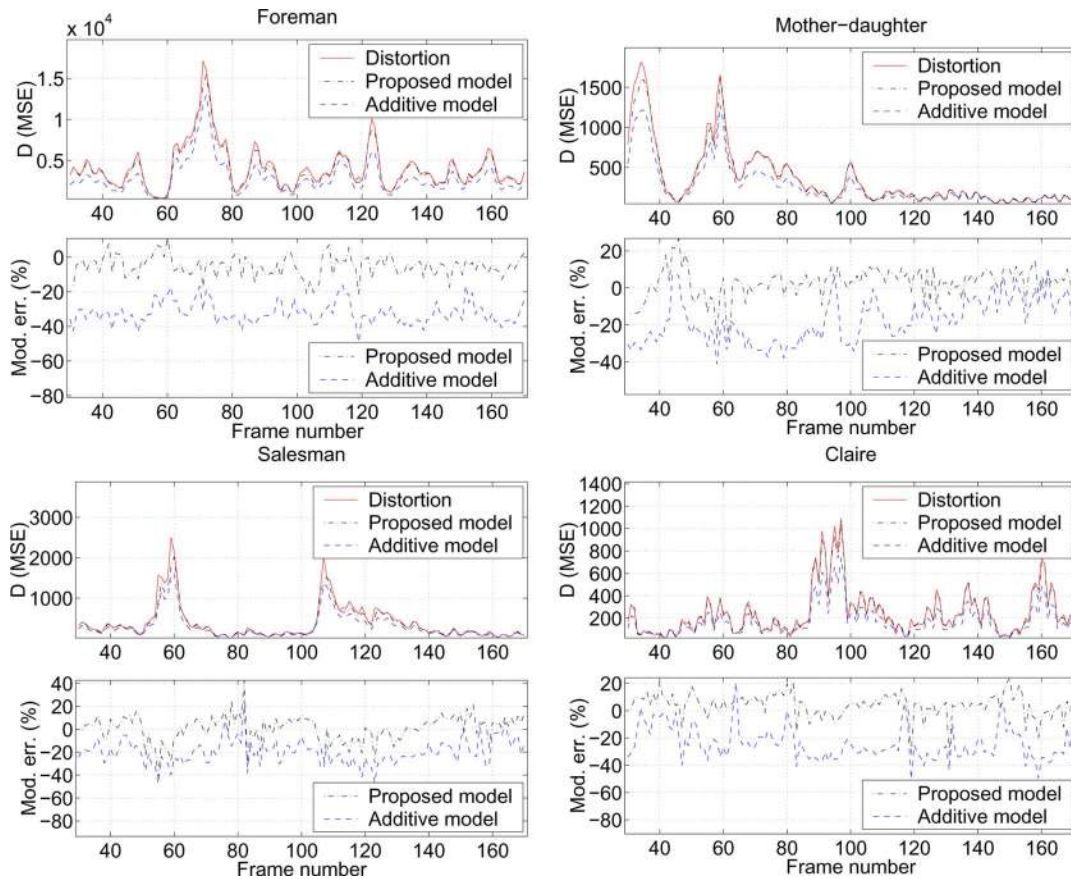 Foreman
x 10⁴
D (MSE)
1.5
1
0.5
Distortion
Proposed model
Additive model
40 60 80 100 120 140 160
Mod. err. (%)
0
−20
−40
−60
−80
Proposed model
Additive model
40 60 80 100 120 140 160
Frame number
Mother−daughter
D (MSE)
1500
1000
500
Distortion
Proposed model
Additive model
40 60 80 100 120 140 160
Mod. err. (%)
20
0
−20
−40
Proposed model
Additive model
40 60 80 100 120 140 160
Frame number
Salesman
D (MSE)
3000
2000
1000
Distortion
Proposed model
Additive model
40 60 80 100 120 140 160
Mod. err. (%)
40
20
0
−20
−40
−60
−80
Proposed model
Additive model
40 60 80 100 120 140 160
Frame number
Claire
D (MSE)
1400
1200
1000
800
600
400
200
Distortion
Proposed model
Additive model
40 60 80 100 120 140 160
Mod. err. (%)
20
0
−20
−40
−60
−80
Proposed model
Additive model
40 60 80 100 120 140 160
Frame number